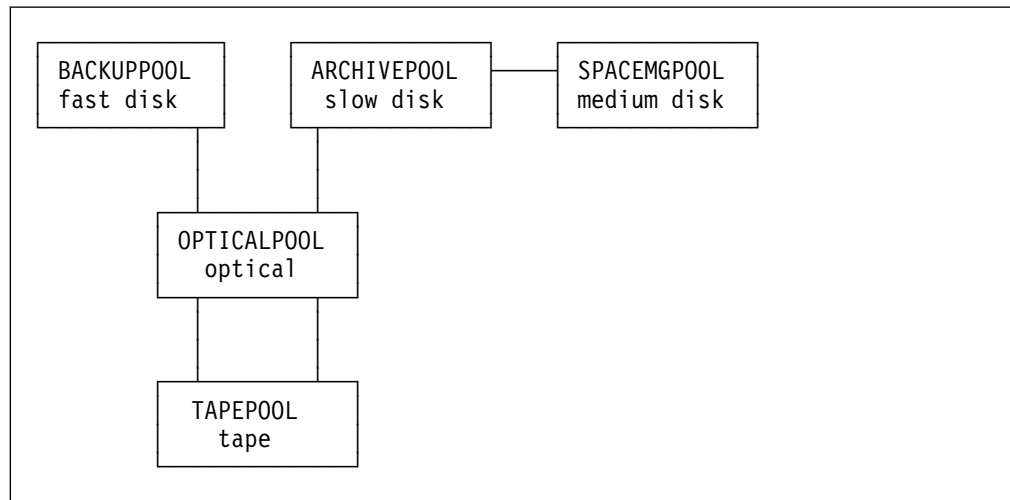 BACKUPPOOL
fast disk
ARCHIVEPOOL
slow disk
SPACEMGPOOL
medium disk
OPTICALPOOL
optical
TAPEPOOL
tape